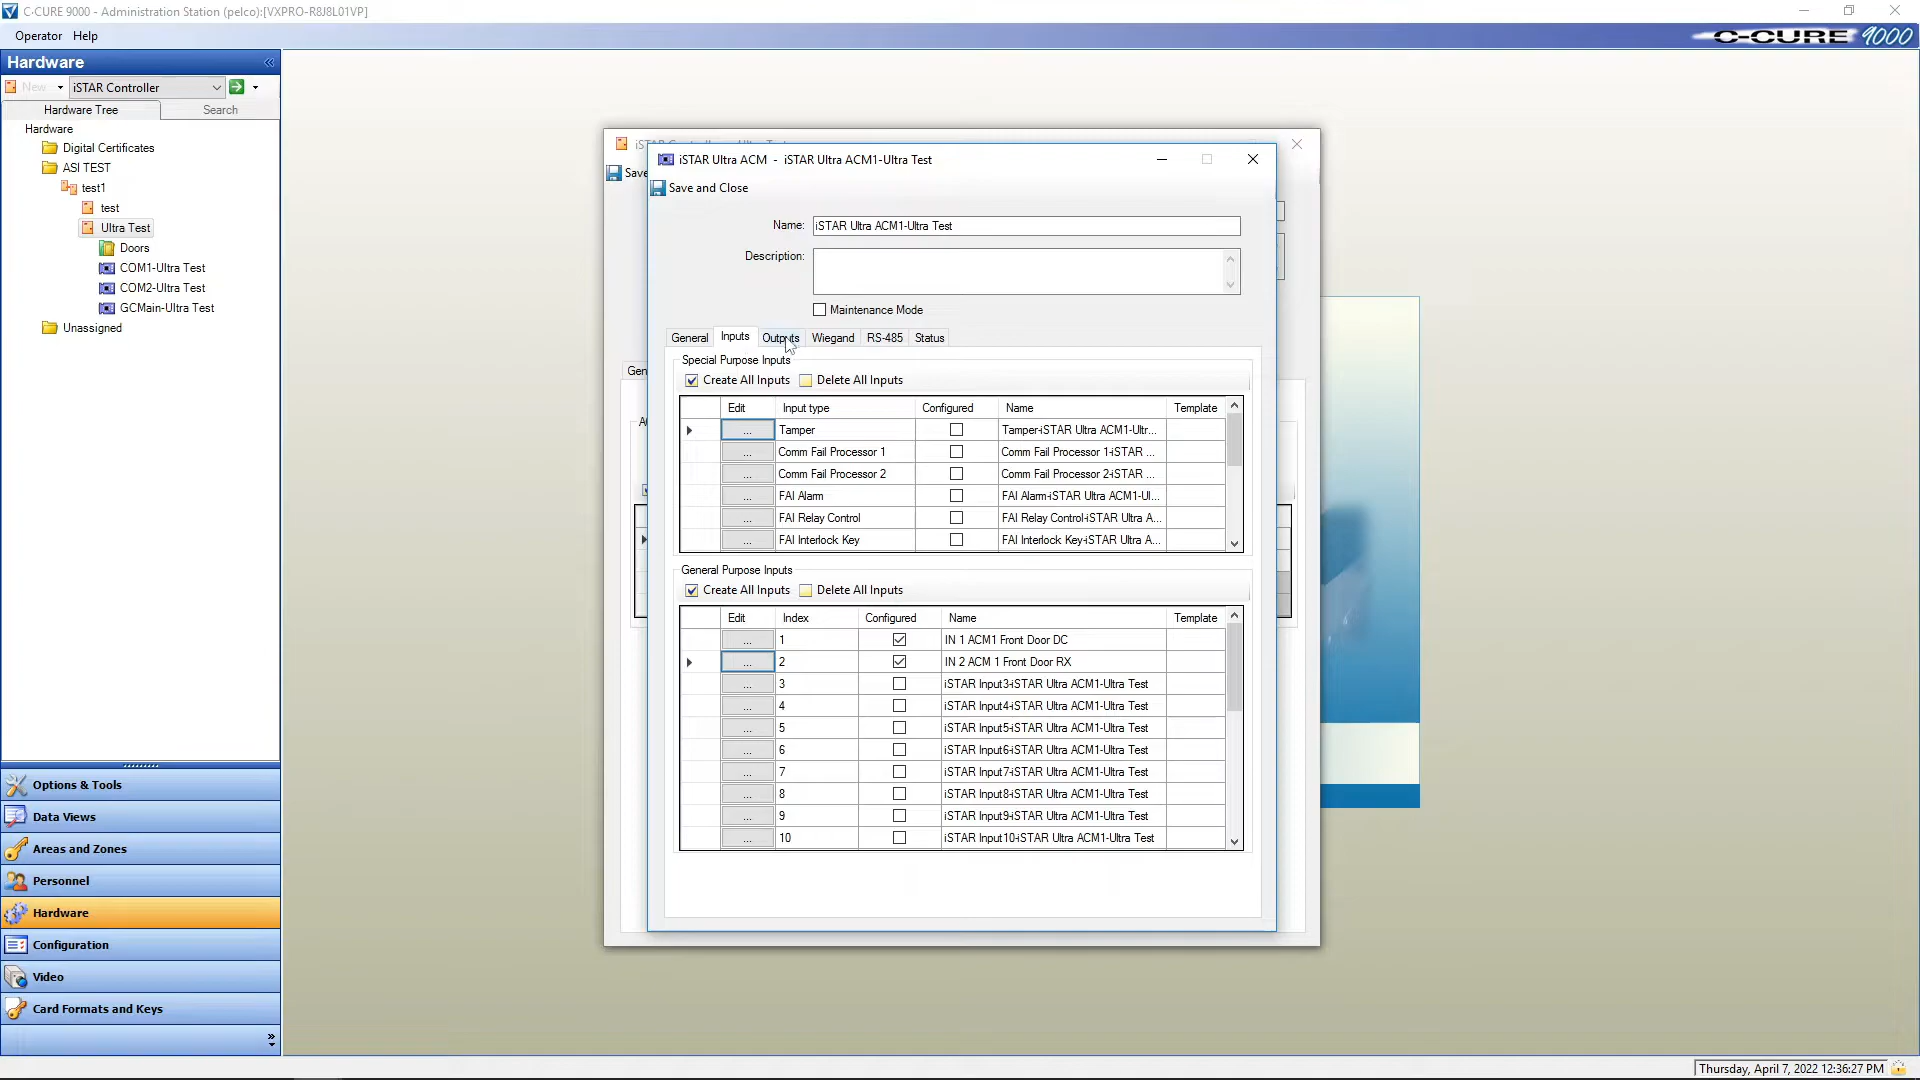 C•CURE 9000 - Administration Station (pelco):[VXPRO-R8J8L01VP]
Operator Help
C•CURE 9000
Hardware
New iSTAR Controller
Hardware Tree Search
Hardware
Digital Certificates
ASI TEST
test1
test
Ultra Test
Doors
COM1-Ultra Test
COM2-Ultra Test
GCMain-Ultra Test
Unassigned
Options & Tools
Data Views
Areas and Zones
Personnel
Hardware
Configuration
Video
Card Formats and Keys
Save
iSTAR Ultra ACM - iSTAR Ultra ACM1-Ultra Test
Save and Close
Name: iSTAR Ultra ACM1-Ultra Test
Description:
Maintenance Mode
General Inputs Outputs Wiegand RS-485 Status
Special Purpose Inputs
Create All Inputs Delete All Inputs
Edit Input type Configured Name Template
... Tamper Tamper-iSTAR Ultra ACM1-Ultr...
... Comm Fail Processor 1 Comm Fail Processor 1-iSTAR ...
... Comm Fail Processor 2 Comm Fail Processor 2-iSTAR ...
... FAI Alarm FAI Alarm-iSTAR Ultra ACM1-Ul...
... FAI Relay Control FAI Relay Control-iSTAR Ultra A...
... FAI Interlock Key FAI Interlock Key-iSTAR Ultra A...
General Purpose Inputs
Create All Inputs Delete All Inputs
Edit Index Configured Name Template
... 1 IN 1 ACM1 Front Door DC
... 2 IN 2 ACM 1 Front Door RX
... 3 iSTAR Input3-iSTAR Ultra ACM1-Ultra Test
... 4 iSTAR Input4-iSTAR Ultra ACM1-Ultra Test
... 5 iSTAR Input5-iSTAR Ultra ACM1-Ultra Test
... 6 iSTAR Input6-iSTAR Ultra ACM1-Ultra Test
... 7 iSTAR Input7-iSTAR Ultra ACM1-Ultra Test
... 8 iSTAR Input8-iSTAR Ultra ACM1-Ultra Test
... 9 iSTAR Input9-iSTAR Ultra ACM1-Ultra Test
... 10 iSTAR Input10-iSTAR Ultra ACM1-Ultra Test
Thursday, April 7, 2022 12:36:27 PM